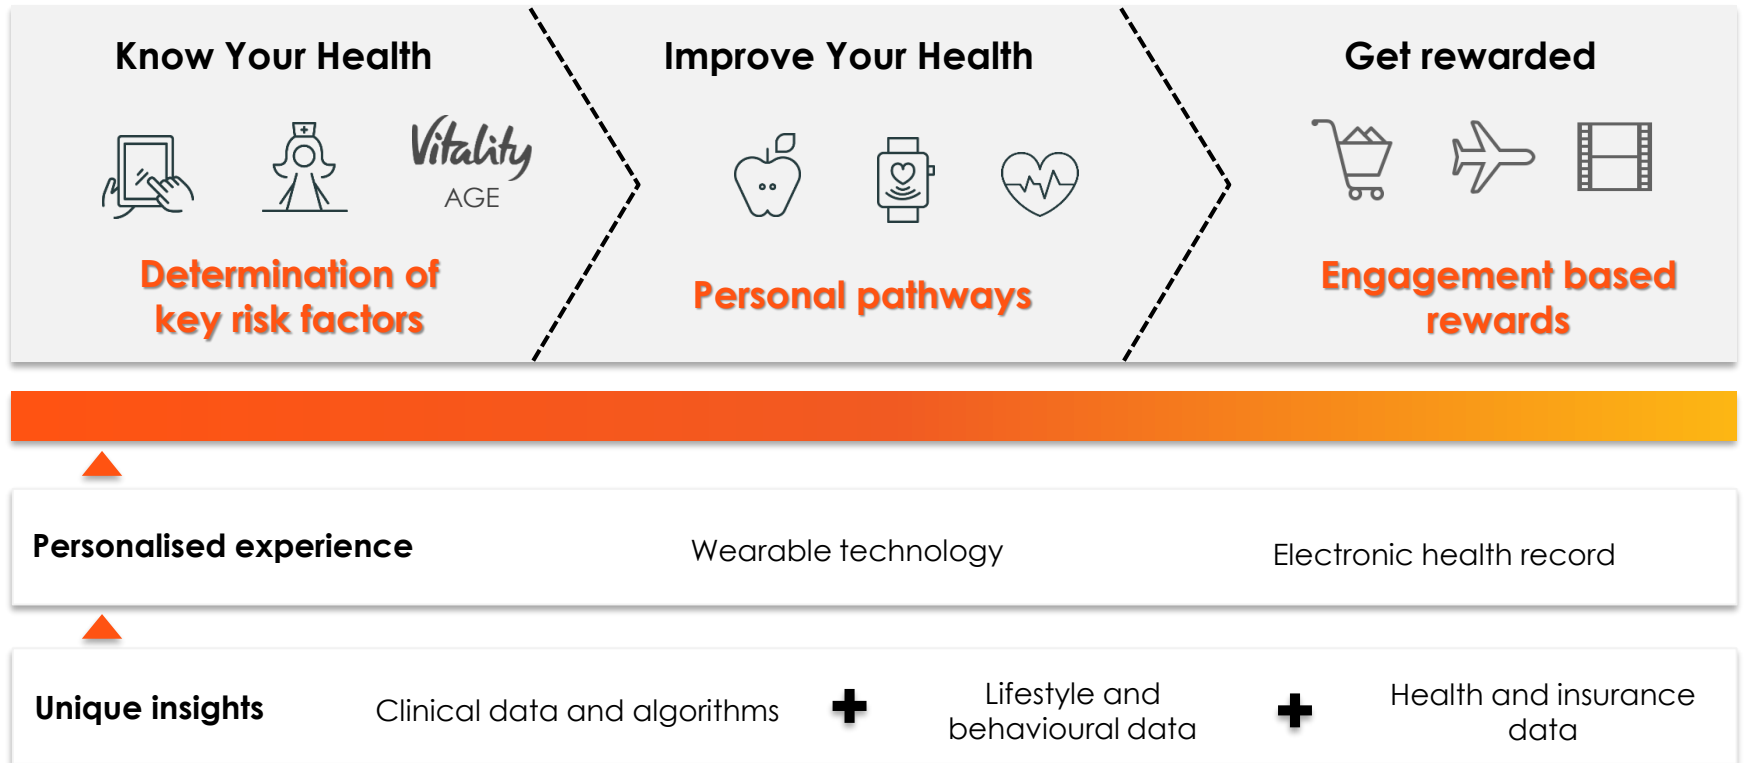 Know Your Health
Improve Your Health
Get rewarded
Vitality
AGE
Determination of
key risk factors
Personal pathways
Engagement based
rewards
Personalised experience
Wearable technology
Electronic health record
Unique insights
Clinical data and algorithms
+
Lifestyle and
behavioural data
+
Health and insurance
data